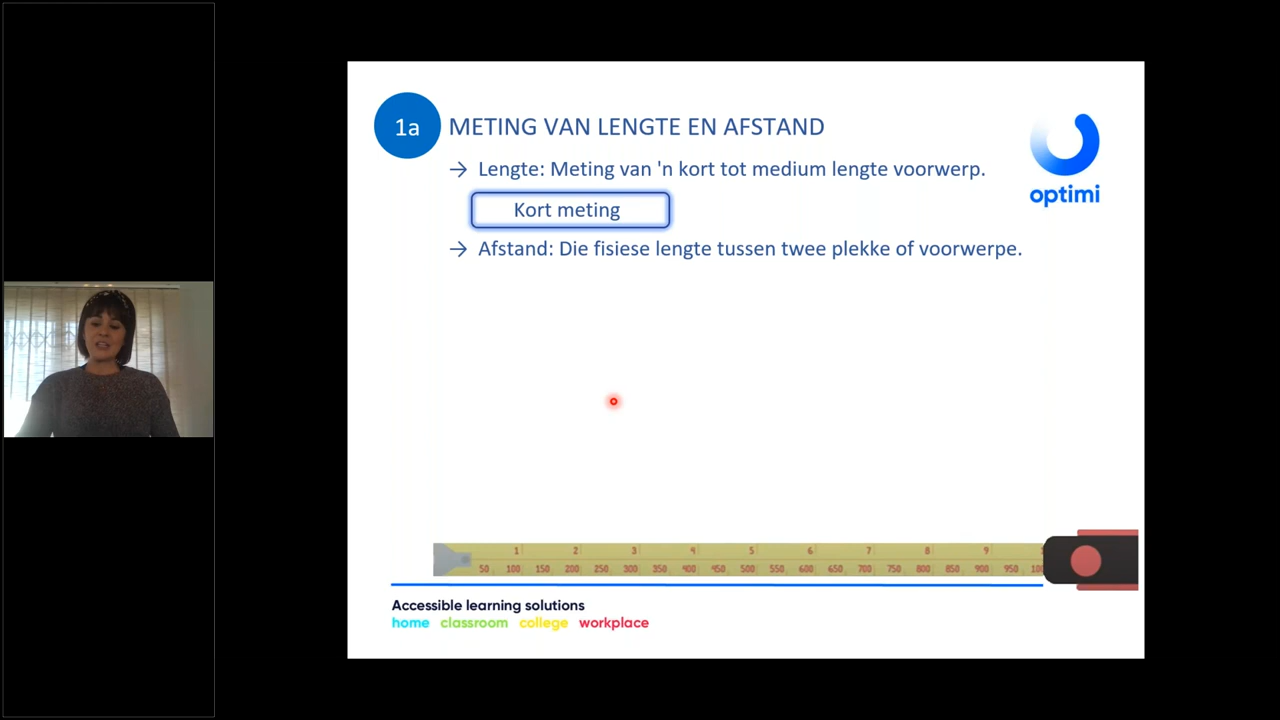 1a
METING VAN LENGTE EN AFSTAND
→ Lengte: Meting van 'n kort tot medium lengte voorwerp.
Kort meting
→ Afstand: Die fisiese lengte tussen twee plekke of voorwerpe.
optimi
1 2 3 4 5 6 7 8 9
50 100 150 200 250 300 350 400 450 500 550 600 650 700 750 800 850 900 950
Accessible learning solutions
home classroom college workplace